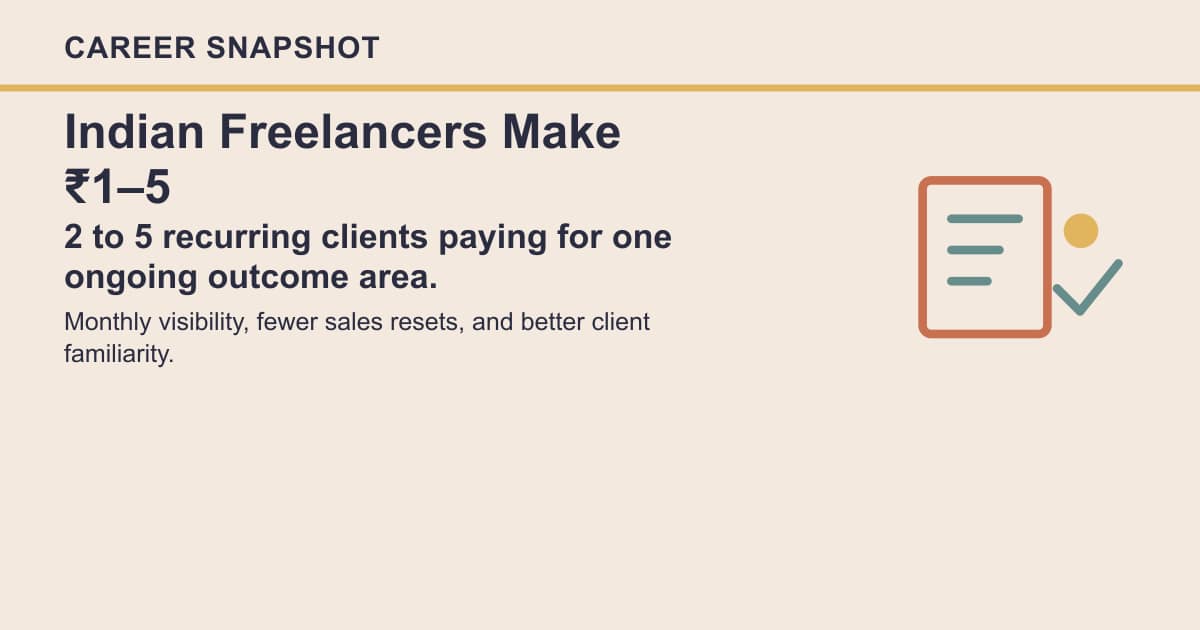 CAREER SNAPSHOT
Indian Freelancers Make
₹1–5
2 to 5 recurring clients paying for one
ongoing outcome area.
Monthly visibility, fewer sales resets, and better client
familiarity.